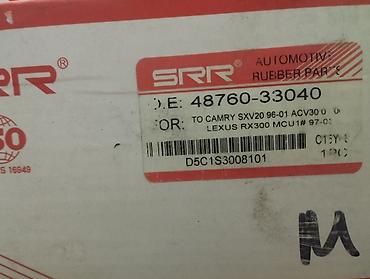 SRR®
SRR®
AUTOMOTIVE
RUBBER PARTS
O.E: 48760-33040
FOR: TO CAMRY SXV20 96-01 ACV30
LEXUS RX300 MCU1# 97-03
D5C1S3008101
1PC
M